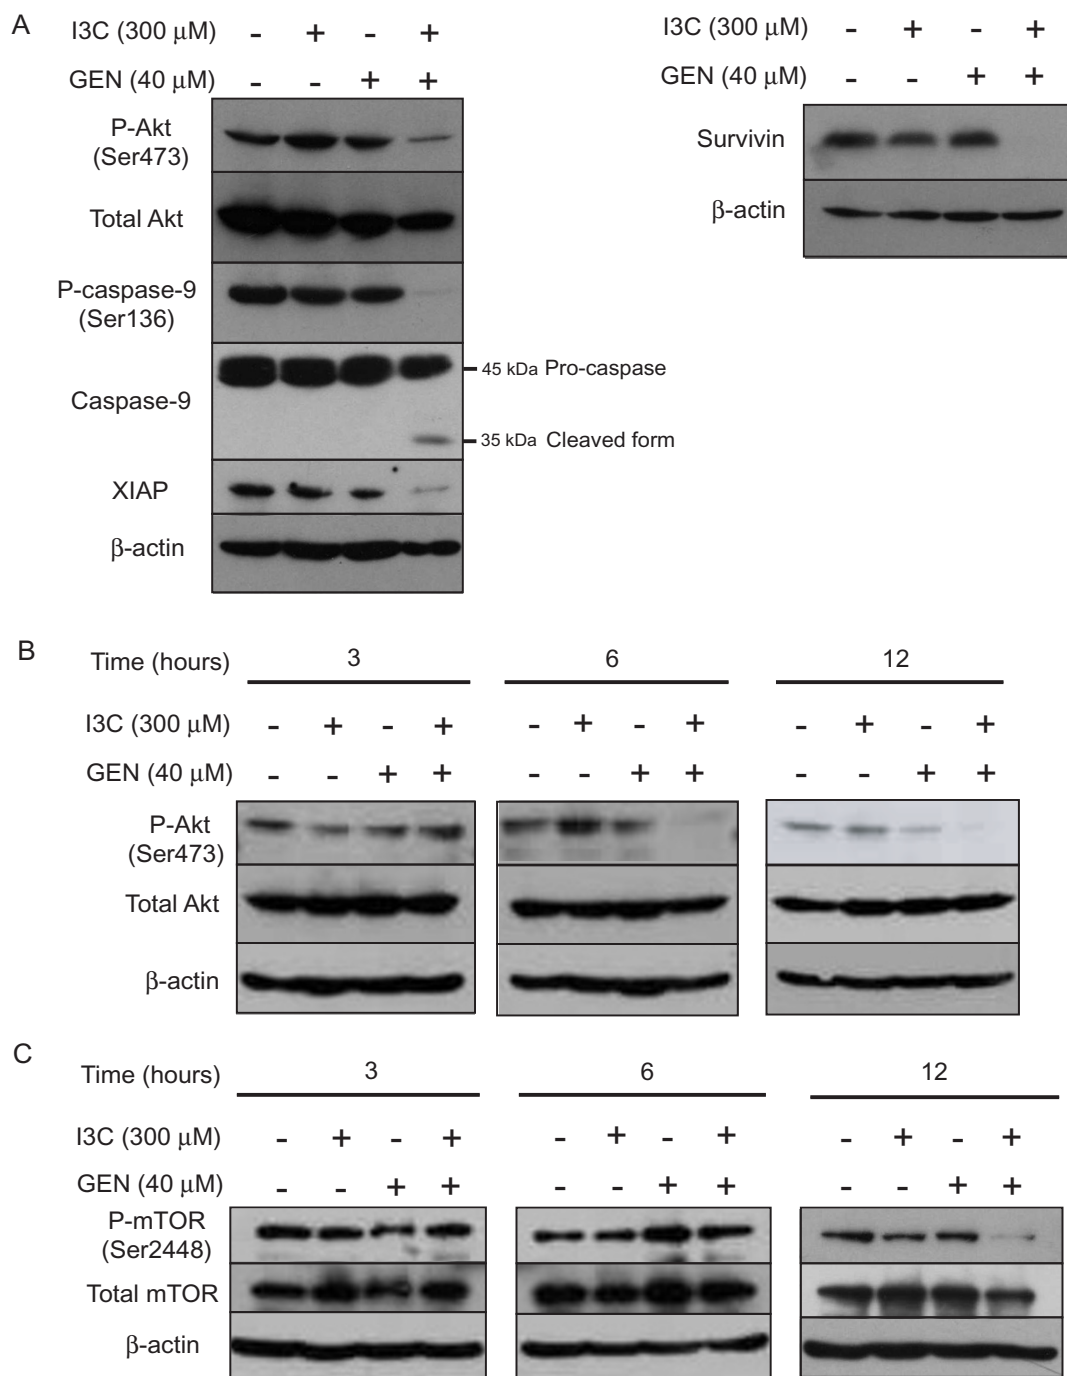 A
I3C (300 μM) - + - +
GEN (40 μM) - - + +
P-Akt
(Ser473)
Total Akt
P-caspase-9
(Ser136)
Caspase-9
45 kDa Pro-caspase
35 kDa Cleaved form
XIAP
β-actin
I3C (300 μM) - + - +
GEN (40 μM) - - + +
Survivin
β-actin
B
Time (hours) 3 6 12
I3C (300 μM) - + - + - + - + - + - +
GEN (40 μM) - - + + - - + + - - + +
P-Akt
(Ser473)
Total Akt
β-actin
C
Time (hours) 3 6 12
I3C (300 μM) - + - + - + - + - + - +
GEN (40 μM) - - + + - - + + - - + +
P-mTOR
(Ser2448)
Total mTOR
β-actin